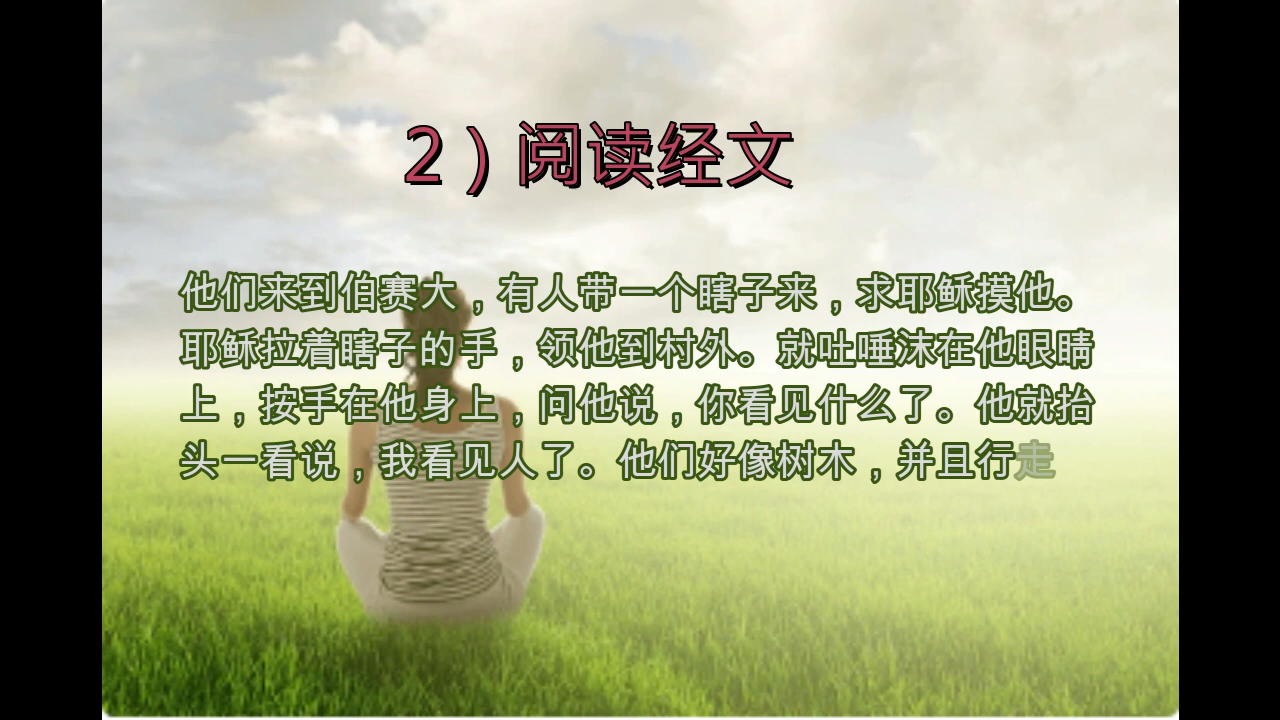 2）阅读经文
他们来到伯赛大，有人带一个瞎子来，求耶稣摸他。
耶稣拉着瞎子的手，领他到村外。就吐唾沫在他眼睛
上，按手在他身上，问他说，你看见什么了。他就抬
头一看说，我看见人了。他们好像树木，并且行走